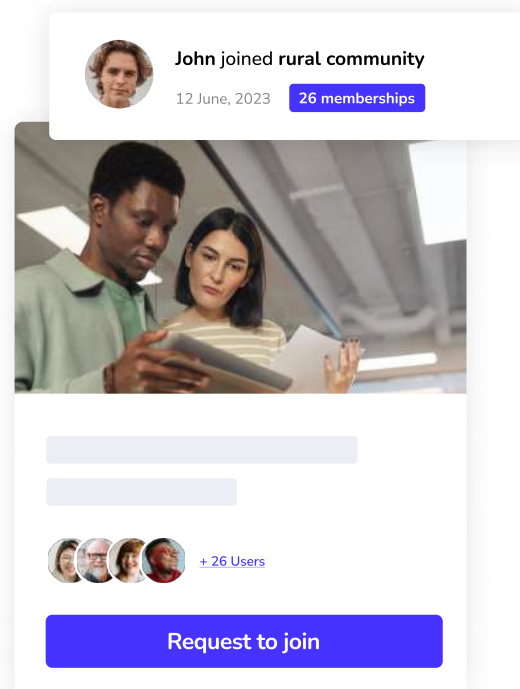 John joined rural community
12 June, 2023 26 memberships
+ 26 Users
Request to join